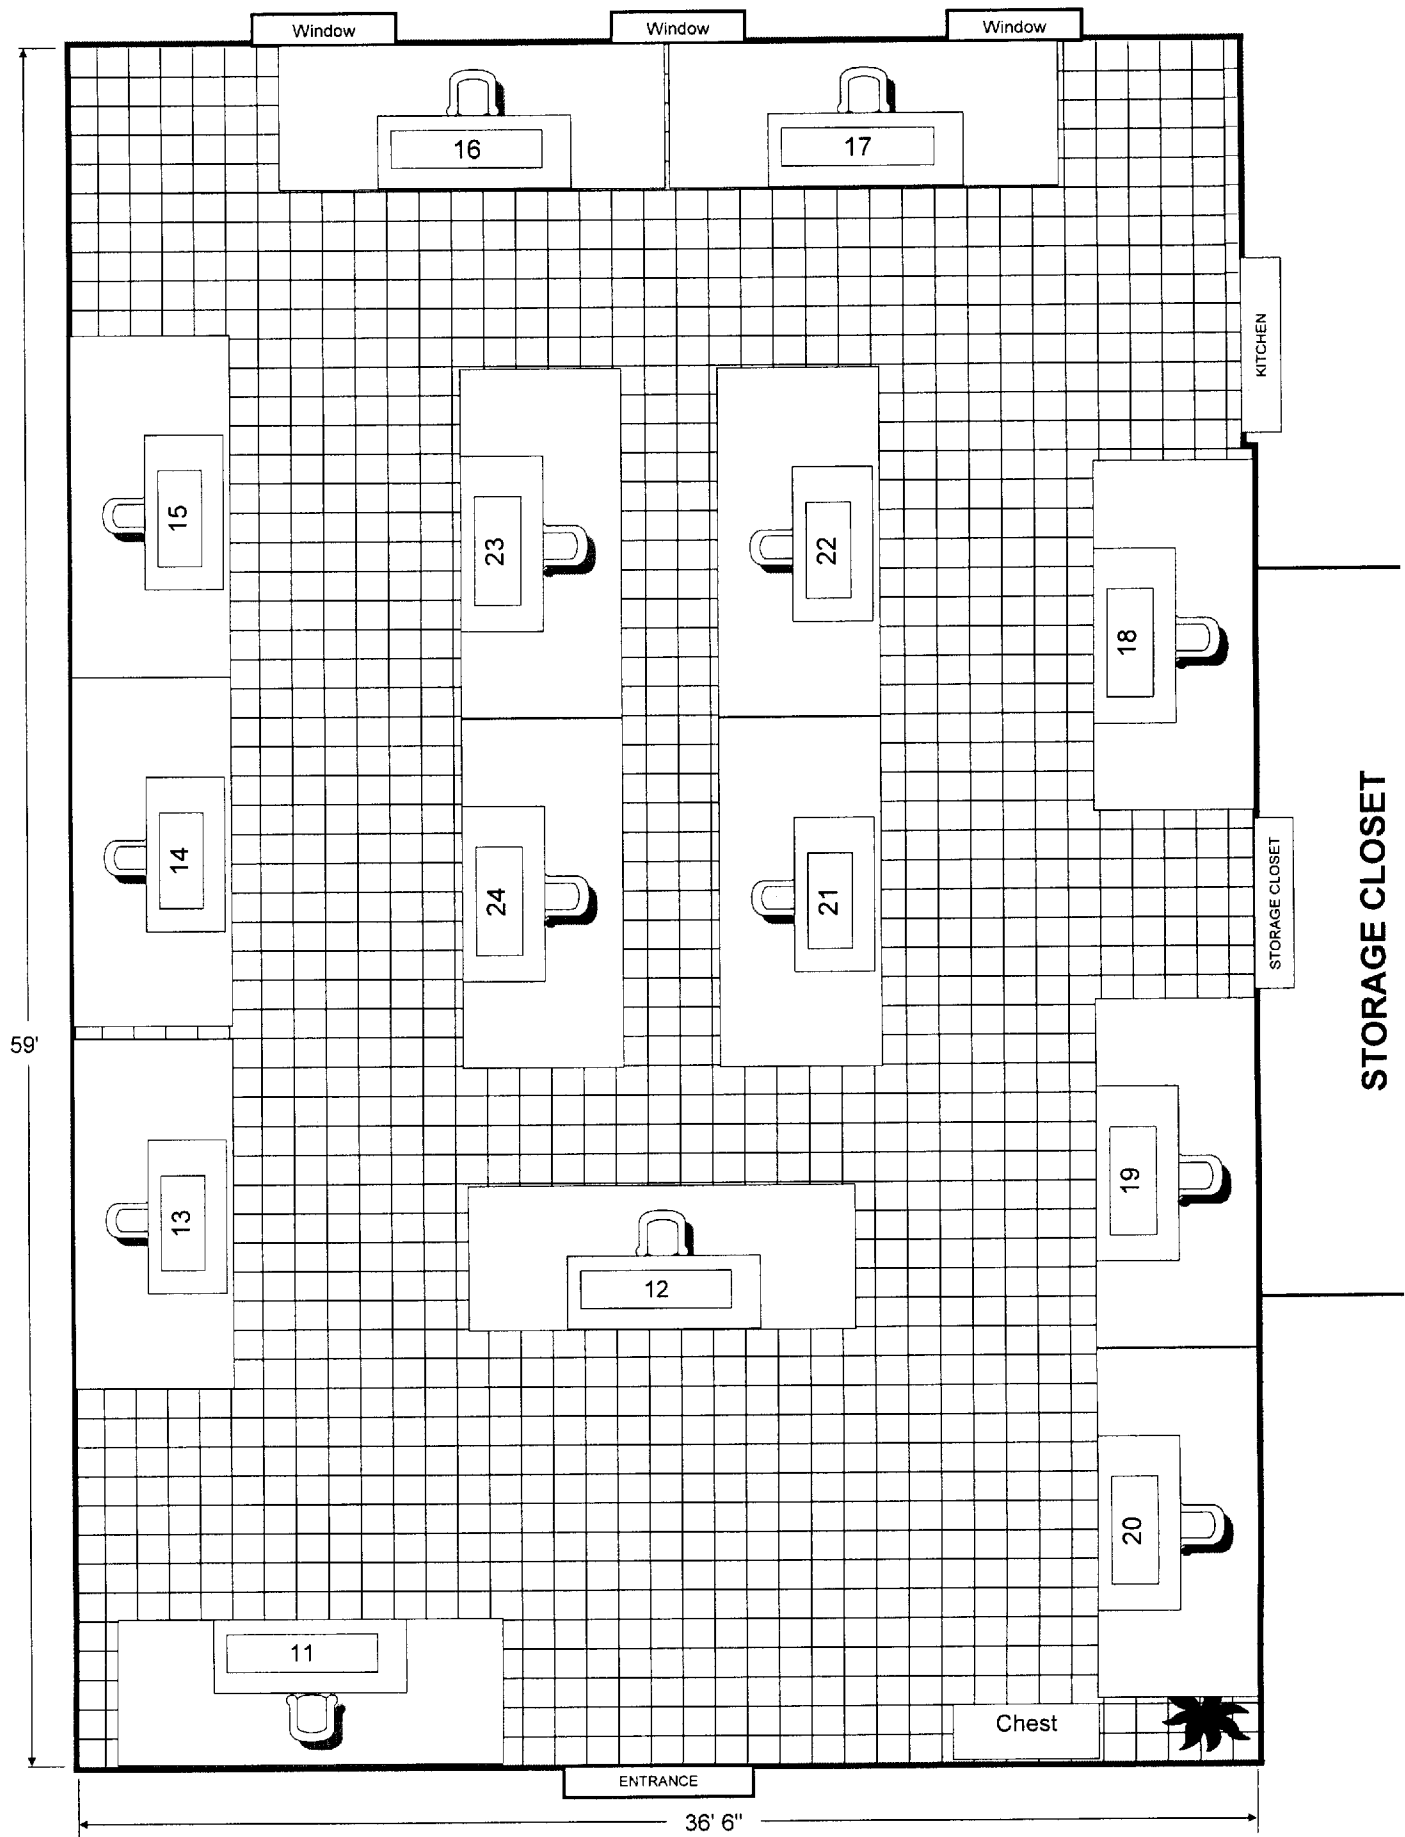 Window
Window
Window
16
17
KITCHEN
15
23
22
18
14
24
21
STORAGE CLOSET
STORAGE CLOSET
59'
13
19
12
20
11
Chest
ENTRANCE
36' 6"